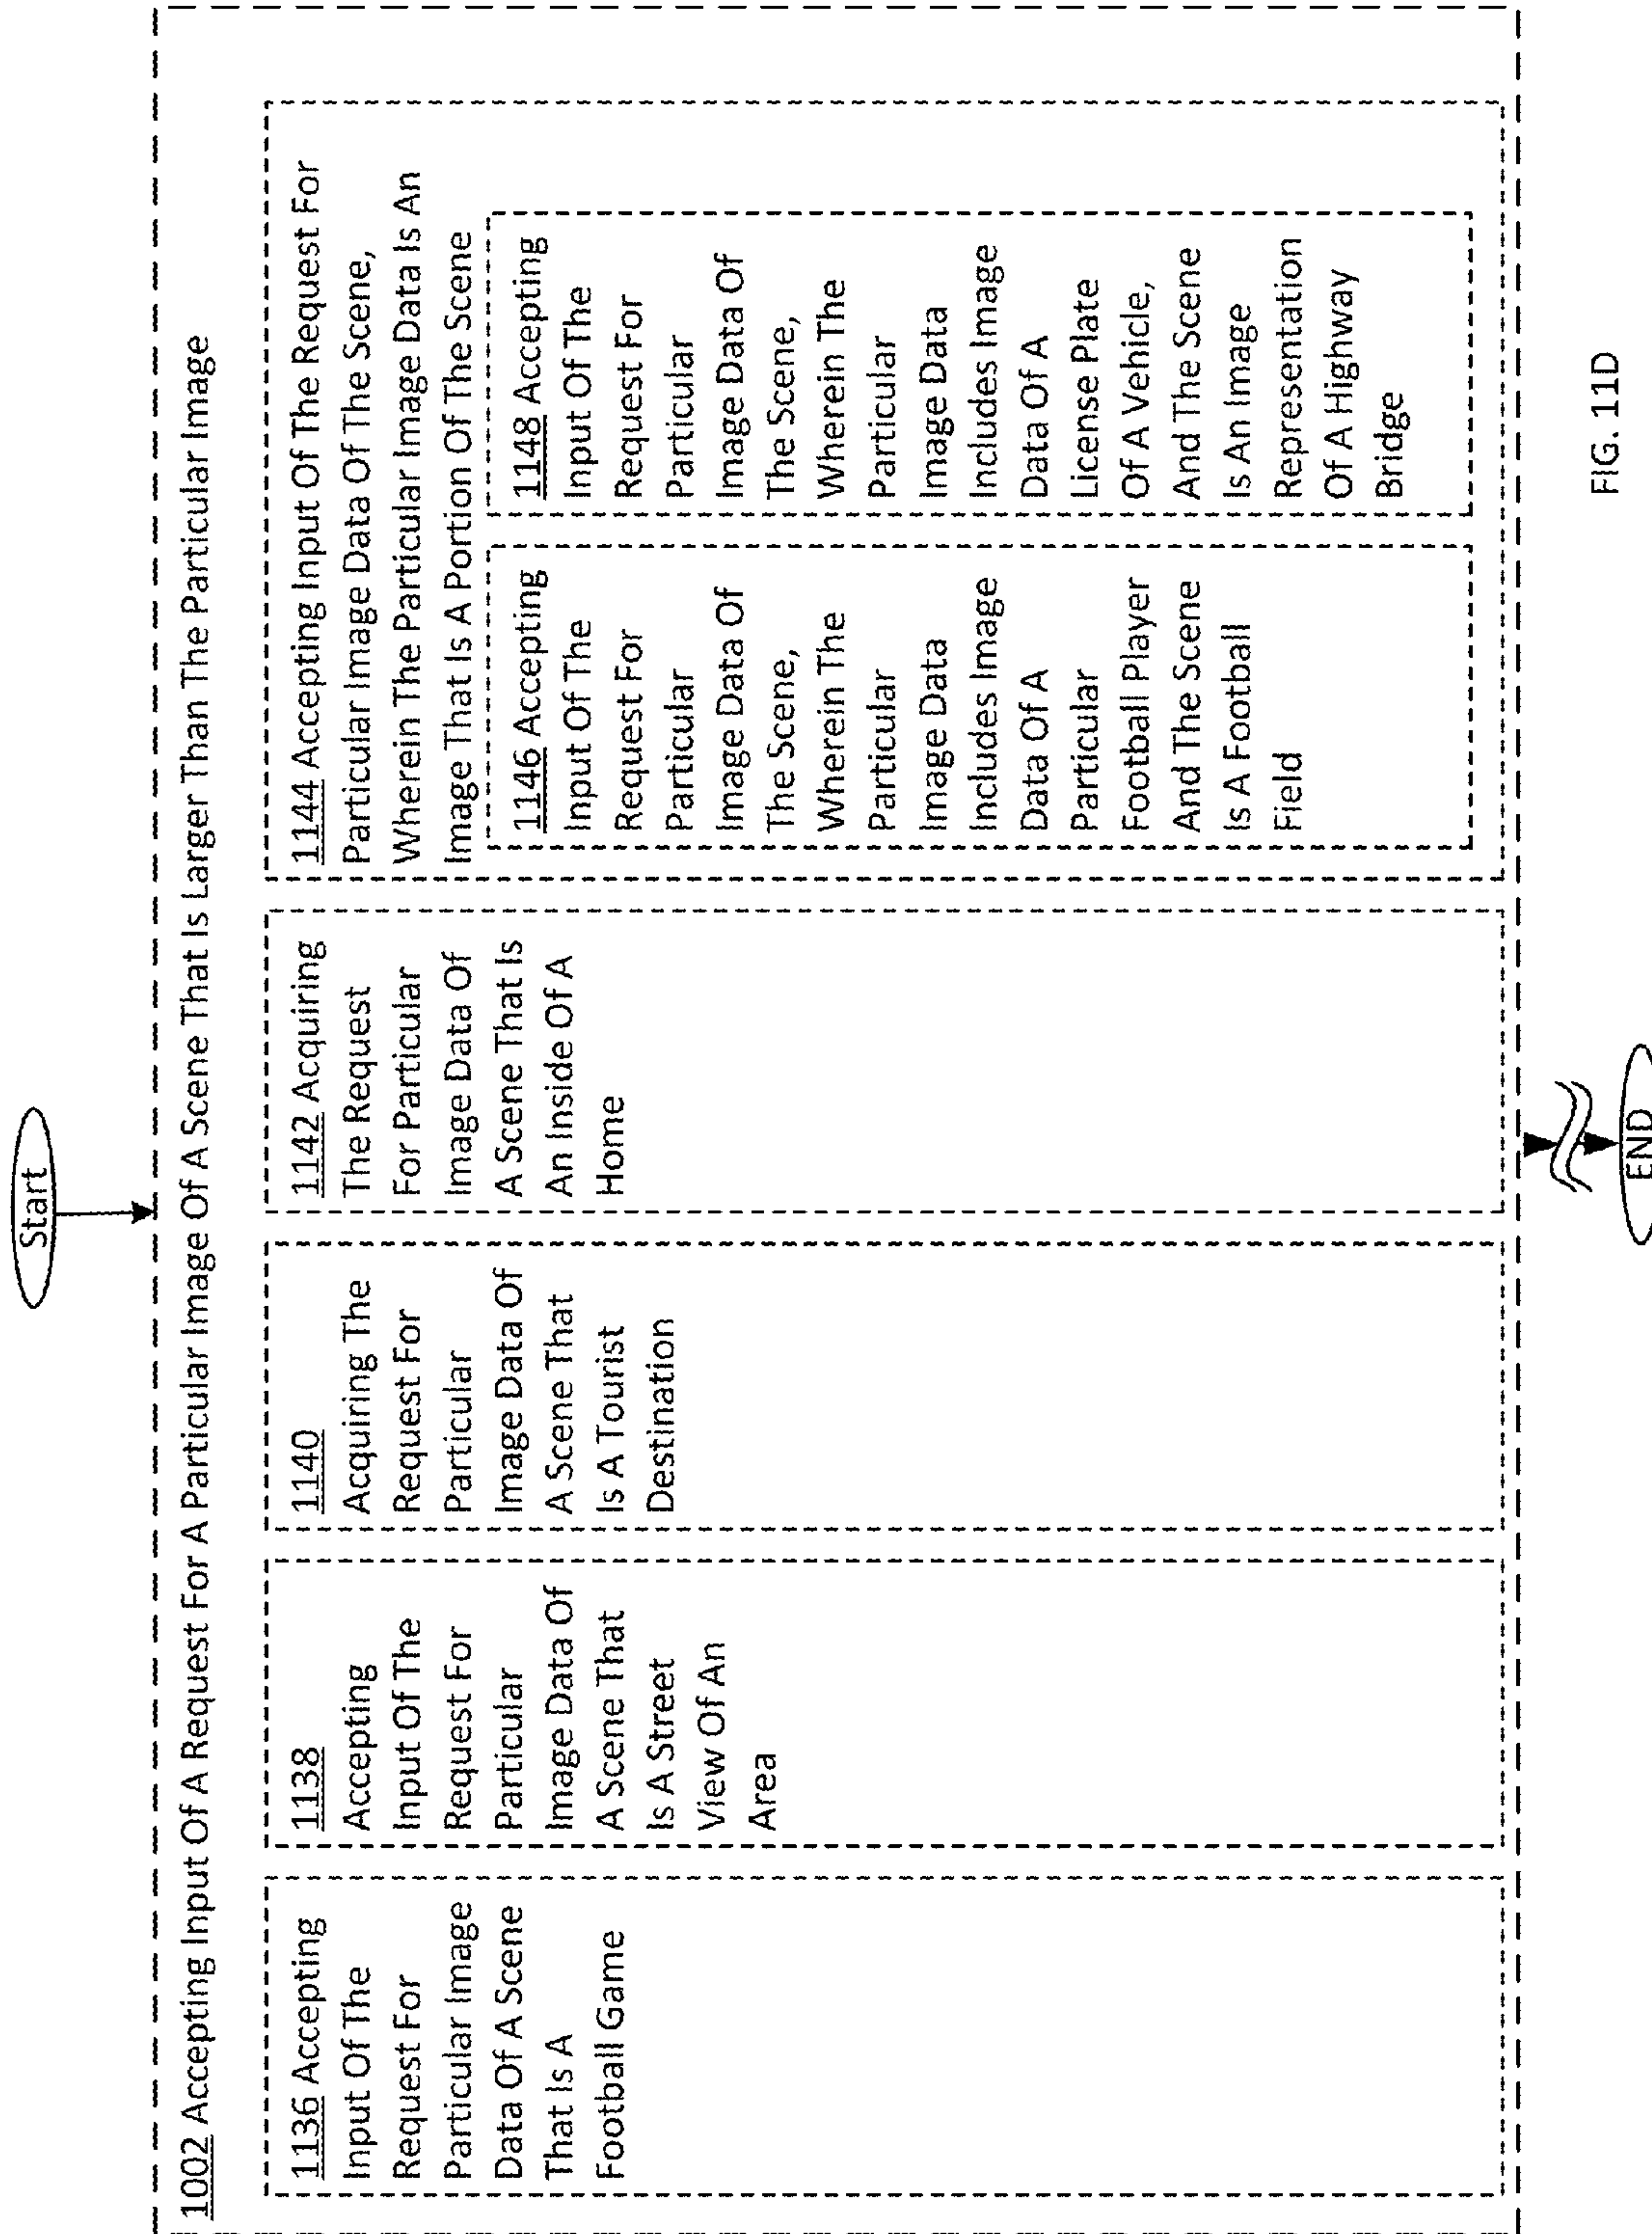 Start
1002 Accepting Input Of A Request For A Particular Image Of A Scene That Is Larger Than The Particular Image
1136 Accepting
Input Of The
Request For
Particular Image
Data Of A Scene
That Is A
Football Game
1138
Accepting
Input Of The
Request For
Particular
Image Data Of
A Scene That
Is A Street
View Of An
Area
1140
Acquiring The
Request For
Particular
Image Data Of
A Scene That
Is A Tourist
Destination
1142 Acquiring
The Request
For Particular
Image Data Of
A Scene That Is
An Inside Of A
Home
1144 Accepting Input Of The Request For
Particular Image Data Of The Scene,
Wherein The Particular Image Data Is An
Image That Is A Portion Of The Scene
1146 Accepting
Input Of The
Request For
Particular
Image Data Of
The Scene,
Wherein The
Particular
Image Data
Includes Image
Data Of A
Particular
Football Player
And The Scene
Is A Football
Field
1148 Accepting
Input Of The
Request For
Particular
Image Data Of
The Scene,
Wherein The
Particular
Image Data
Includes Image
Data Of A
License Plate
Of A Vehicle,
And The Scene
Is An Image
Representation
Of A Highway
Bridge
END
FIG. 11D